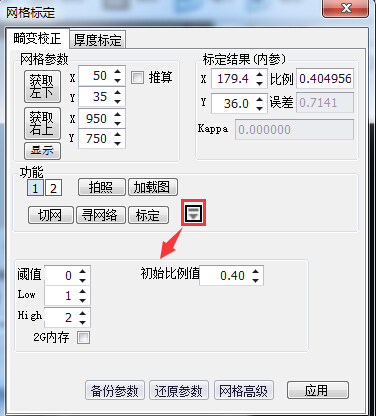 网格标定
畸变校正 厚度标定
网格参数
获取左下 X 50 推算
Y 35
获取右上 X 950
Y 750
显示
标定结果(内参)
X 179.4 比例 0.404956
Y 36.0 误差 0.7141
Kappa 0.000000
功能
1 2 拍照 加载图
切网 寻网络 标定
阈值 0 初始比例值 0.40
Low 1
High 2
2G内存
备份参数 还原参数 网格高级 应用